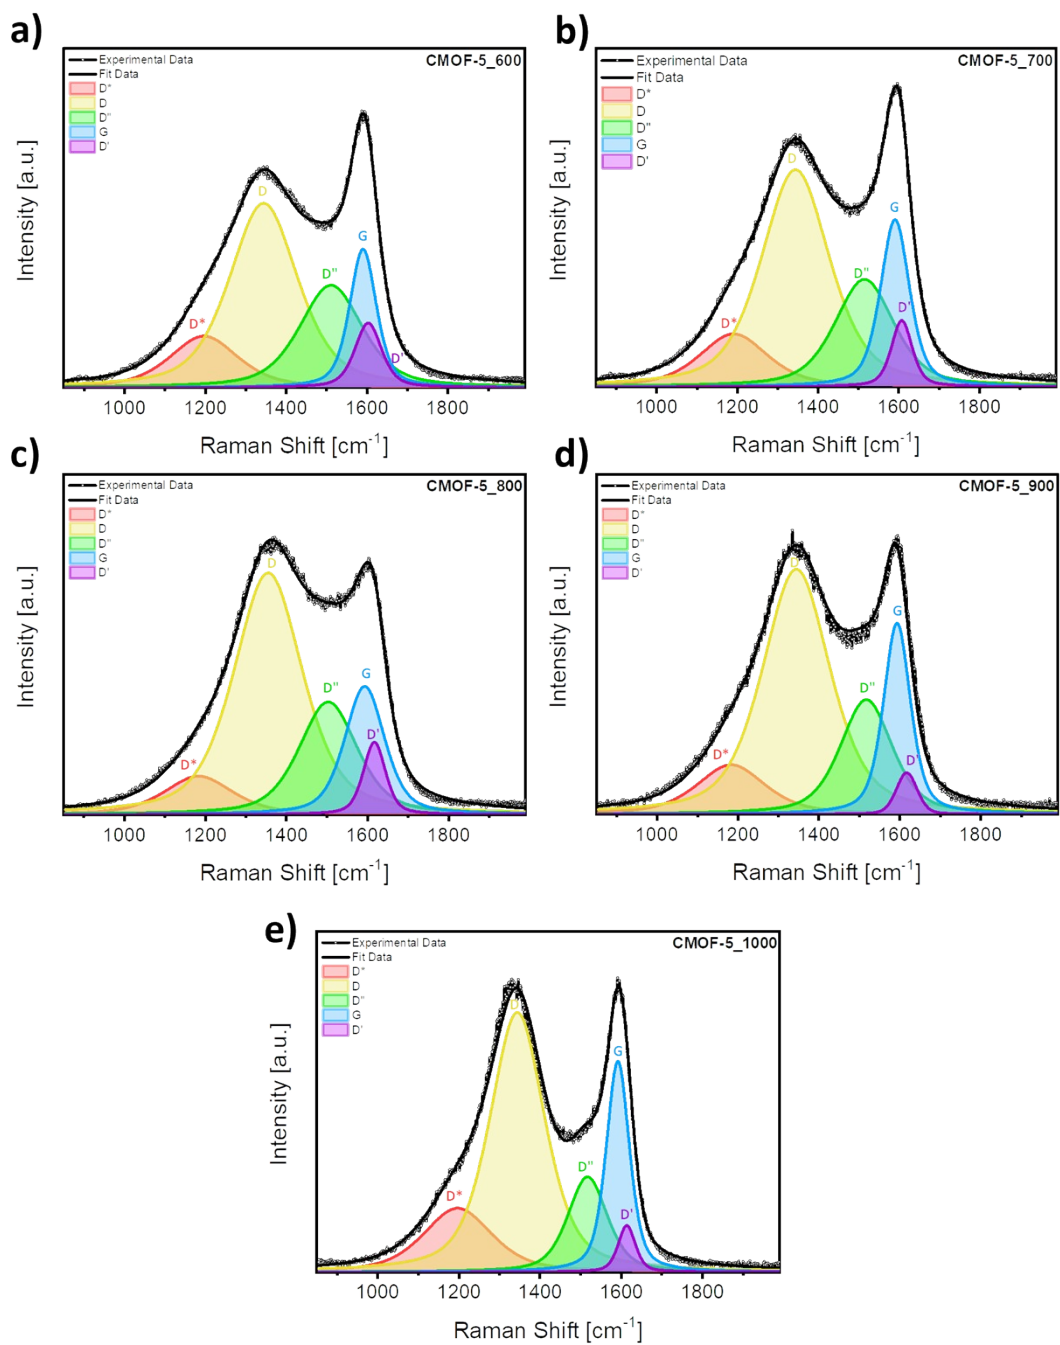 a)
CMOF-5_600
Experimental Data
Fit Data
D*
D
D"
G
D'
D
G
D"
D*
D'
Intensity [a.u.]
1000 1200 1400 1600 1800
Raman Shift [cm-1]
b)
CMOF-5_700
Experimental Data
Fit Data
D*
D
D"
G
D'
D
G
D"
D'
D*
Intensity [a.u.]
1000 1200 1400 1600 1800
Raman Shift [cm-1]
c)
CMOF-5_800
Experimental Data
Fit Data
D*
D
D"
G
D'
D
G
D"
D'
D*
Intensity [a.u.]
1000 1200 1400 1600 1800
Raman Shift [cm-1]
d)
CMOF-5_900
Experimental Data
Fit Data
D*
D
D"
G
D'
D
G
D"
D*
D'
Intensity [a.u.]
1000 1200 1400 1600 1800
Raman Shift [cm-1]
e)
CMOF-5_1000
Experimental Data
Fit Data
D*
D
D"
G
D'
D
G
D"
D*
D'
Intensity [a.u.]
1000 1200 1400 1600 1800
Raman Shift [cm-1]